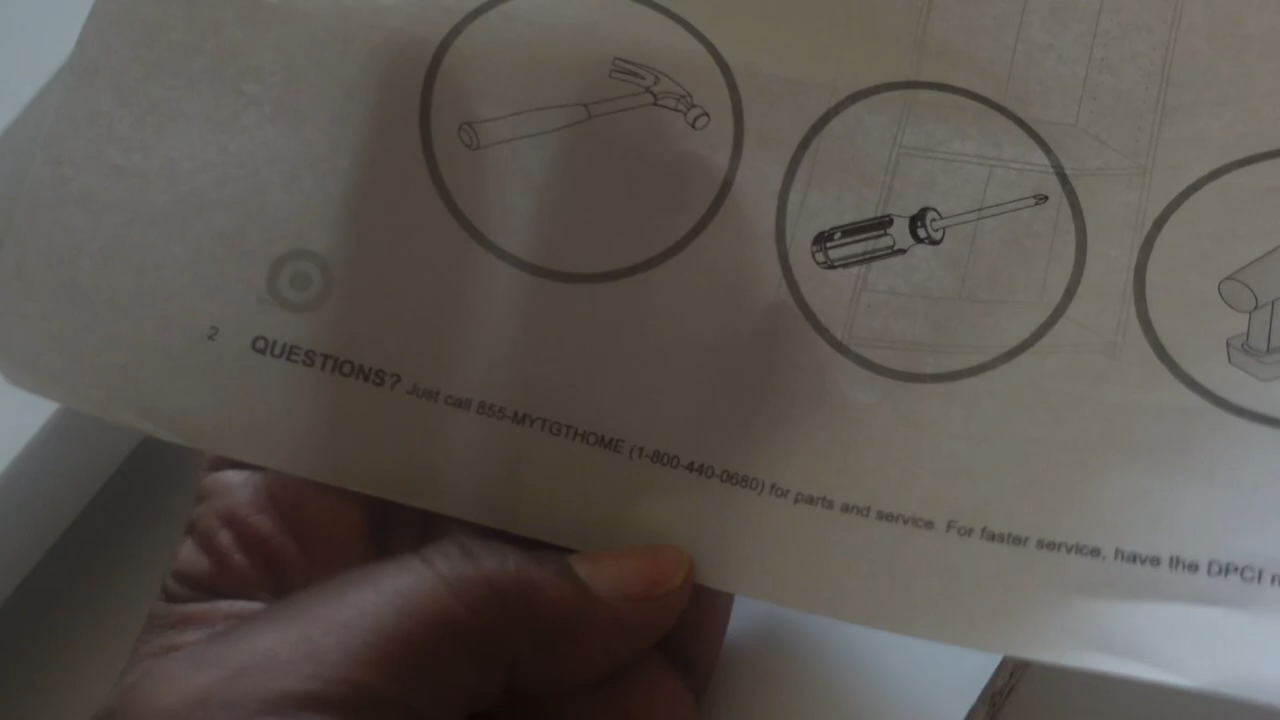 2 QUESTIONS? Just call 855-MYTGTHOME (1-800-440-0680) for parts and service. For faster service, have the DPCI